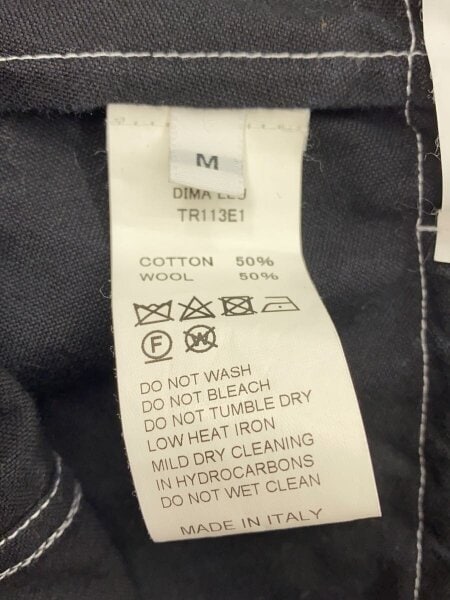 M
DIMA LEU
TR113E1
COTTON 50%
WOOL 50%
F W
DO NOT WASH
DO NOT BLEACH
DO NOT TUMBLE DRY
LOW HEAT IRON
MILD DRY CLEANING
IN HYDROCARBONS
DO NOT WET CLEAN
MADE IN ITALY